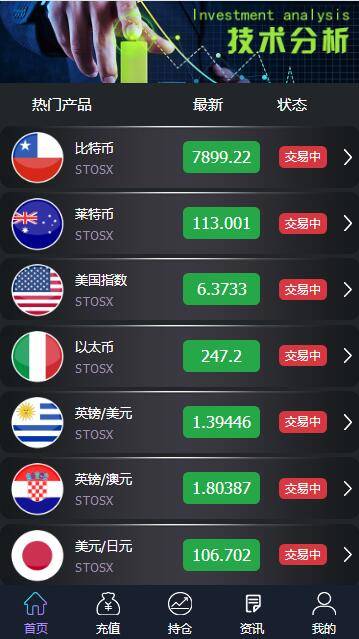 Investment analysis
技术分析
热门产品 最新 状态
比特币 7899.22 交易中
STOSX
莱特币 113.001 交易中
STOSX
美国指数 6.3733 交易中
STOSX
以太币 247.2 交易中
STOSX
英镑/美元 1.39446 交易中
STOSX
英镑/澳元 1.80387 交易中
STOSX
美元/日元 106.702 交易中
STOSX
首页 充值 持仓 资讯 我的